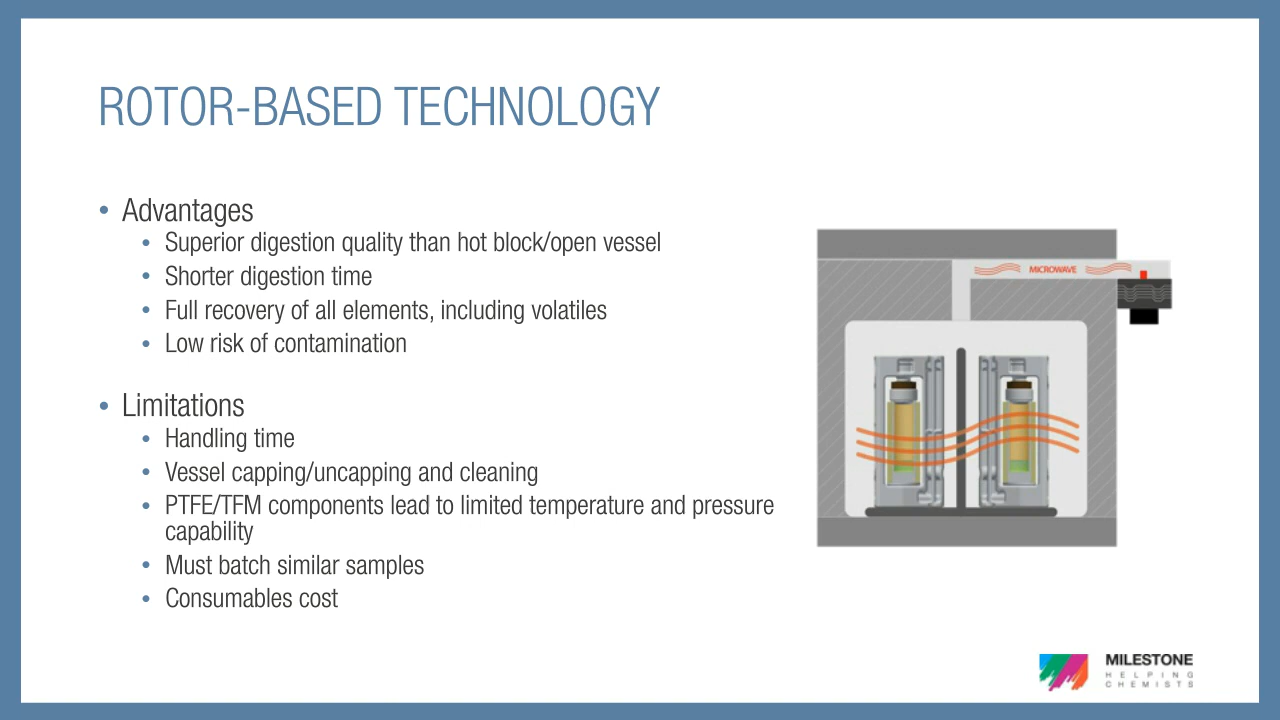 ROTOR-BASED TECHNOLOGY
• Advantages
• Superior digestion quality than hot block/open vessel
• Shorter digestion time
• Full recovery of all elements, including volatiles
• Low risk of contamination
• Limitations
• Handling time
• Vessel capping/uncapping and cleaning
• PTFE/TFM components lead to limited temperature and pressure
capability
• Must batch similar samples
• Consumables cost
MICROWAVE
MILESTONE
HELPING
CHEMISTS